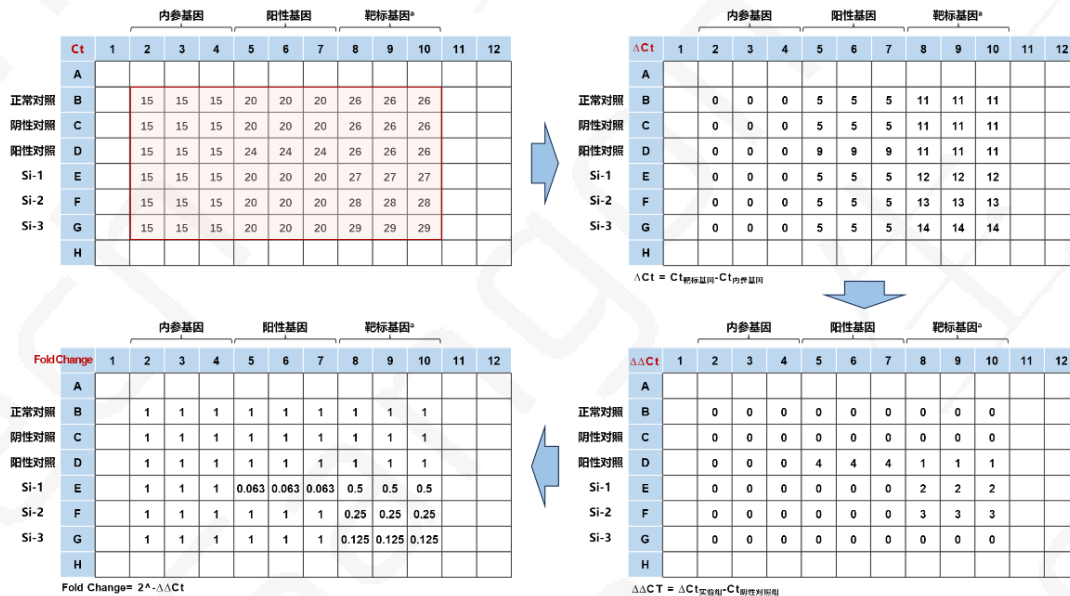 内参基因 阳性基因 靶标基因ª
Ct 1 2 3 4 5 6 7 8 9 10 11 12
A
正常对照 B 15 15 15 20 20 20 26 26 26
阴性对照 C 15 15 15 20 20 20 26 26 26
阳性对照 D 15 15 15 24 24 24 26 26 26
Si-1 E 15 15 15 20 20 20 27 27 27
Si-2 F 15 15 15 20 20 20 28 28 28
Si-3 G 15 15 15 20 20 20 29 29 29
H
内参基因 阳性基因 靶标基因ª
ΔCt 1 2 3 4 5 6 7 8 9 10 11 12
A
正常对照 B 0 0 0 5 5 5 11 11 11
阴性对照 C 0 0 0 5 5 5 11 11 11
阳性对照 D 0 0 0 9 9 9 11 11 11
Si-1 E 0 0 0 5 5 5 12 12 12
Si-2 F 0 0 0 5 5 5 13 13 13
Si-3 G 0 0 0 5 5 5 14 14 14
H
ΔCt = Ct靶标基因-Ct内参基因
内参基因 阳性基因 靶标基因ª
Fold Change 1 2 3 4 5 6 7 8 9 10 11 12
A
正常对照 B 1 1 1 1 1 1 1 1 1
阴性对照 C 1 1 1 1 1 1 1 1 1
阳性对照 D 1 1 1 1 1 1 1 1 1
Si-1 E 1 1 1 0.063 0.063 0.063 0.5 0.5 0.5
Si-2 F 1 1 1 1 1 1 0.25 0.25 0.25
Si-3 G 1 1 1 1 1 1 0.125 0.125 0.125
H
Fold Change= 2^-ΔΔCt
内参基因 阳性基因 靶标基因ª
ΔΔCt 1 2 3 4 5 6 7 8 9 10 11 12
A
正常对照 B 0 0 0 0 0 0 0 0 0
阴性对照 C 0 0 0 0 0 0 0 0 0
阳性对照 D 0 0 0 4 4 4 1 1 1
Si-1 E 0 0 0 0 0 0 2 2 2
Si-2 F 0 0 0 0 0 0 3 3 3
Si-3 G 0 0 0 0 0 0 0 0 0
H
ΔΔCT = ΔCt实验组-Ct阴性对照组